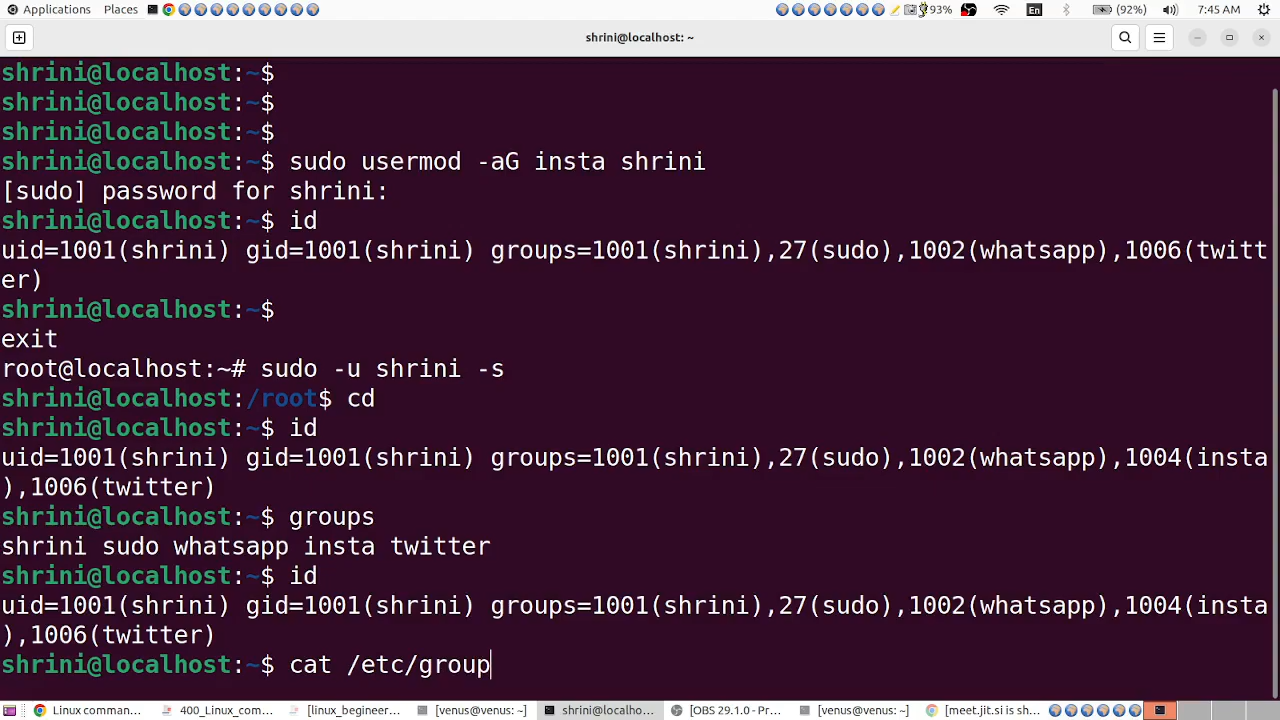 Applications Places 93% En (92%) 7:45 AM
shrini@localhost: ~
shrini@localhost:~$
shrini@localhost:~$
shrini@localhost:~$
shrini@localhost:~$ sudo usermod -aG insta shrini
[sudo] password for shrini:
shrini@localhost:~$ id
uid=1001(shrini) gid=1001(shrini) groups=1001(shrini),27(sudo),1002(whatsapp),1006(twitt
er)
shrini@localhost:~$
exit
root@localhost:~# sudo -u shrini -s
shrini@localhost:/root$ cd
shrini@localhost:~$ id
uid=1001(shrini) gid=1001(shrini) groups=1001(shrini),27(sudo),1002(whatsapp),1004(insta
),1006(twitter)
shrini@localhost:~$ groups
shrini sudo whatsapp insta twitter
shrini@localhost:~$ id
uid=1001(shrini) gid=1001(shrini) groups=1001(shrini),27(sudo),1002(whatsapp),1004(insta
),1006(twitter)
shrini@localhost:~$ cat /etc/group
Linux comman... 400_Linux_com... [linux_begineer... [venus@venus: ~] shrini@localho... [OBS 29.1.0 - Pr... [venus@venus: ~] [meet.jit.si is sh...